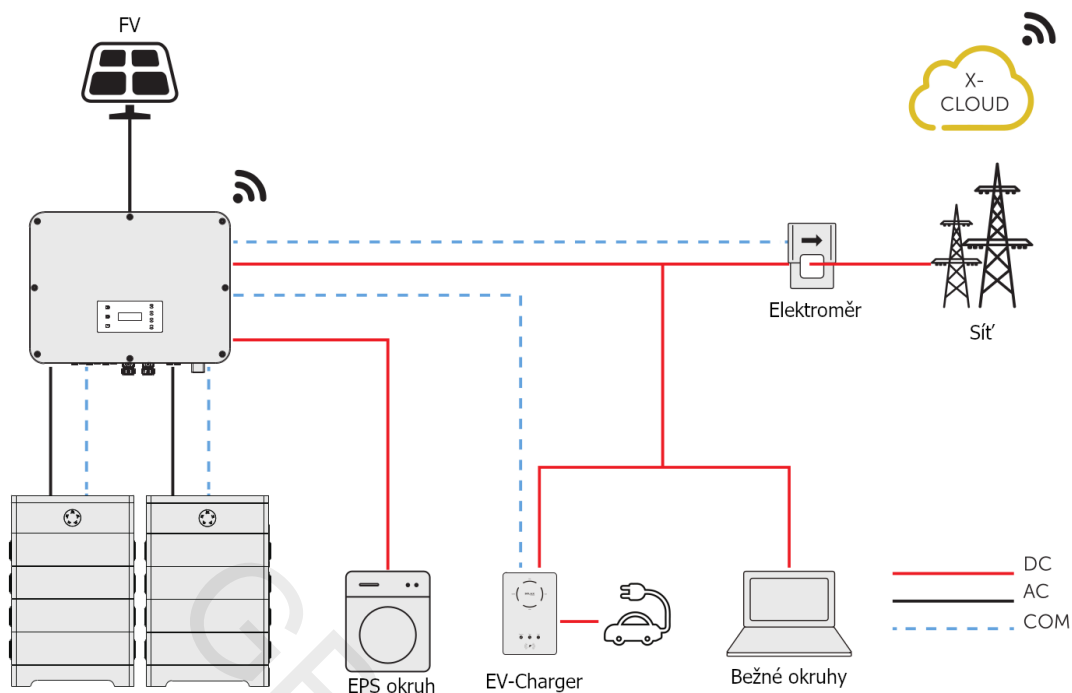 FV
X-
CLOUD
Elektroměr
Síť
DC
AC
COM
EPS okruh
EV-Charger
Bežné okruhy